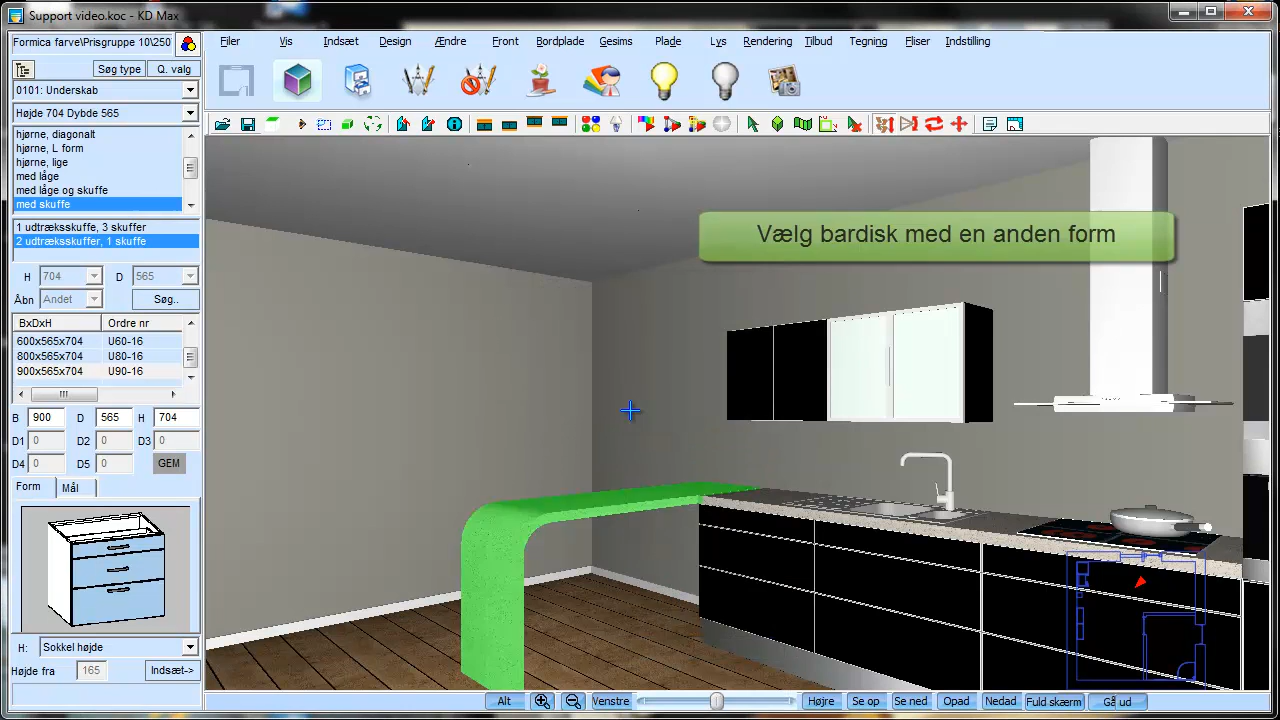 Support video.koc - KD Max
Formica farve\Prisgruppe 10\250
Filer Vis Indsæt Design Ændre Front Bordplade Gesims Plade Lys Rendering Tilbud Tegning Fliser Indstilling
Søg type Q. valg
0101: Underskab
Højde 704 Dybde 565
hjørne, diagonalt
hjørne, L form
hjørne, lige
med låge
med låge og skuffe
med skuffe
1 udtræksskuffe, 3 skuffer
2 udtræksskuffer, 1 skuffe
Vælg bardisk med en anden form
H 704 D 565
Åbn Andet Søg..
BxDxH Ordre nr
600x565x704 U60-16
800x565x704 U80-16
900x565x704 U90-16
B 900 D 565 H 704
D1 0 D2 0 D3 0
D4 0 D5 0 GEM
Form Mål
H: Sokkel højde
Højde fra 165 Indsæt->
Alt Venstre Højre Se op Se ned Opad Nedad Fuld skærm Gå ud